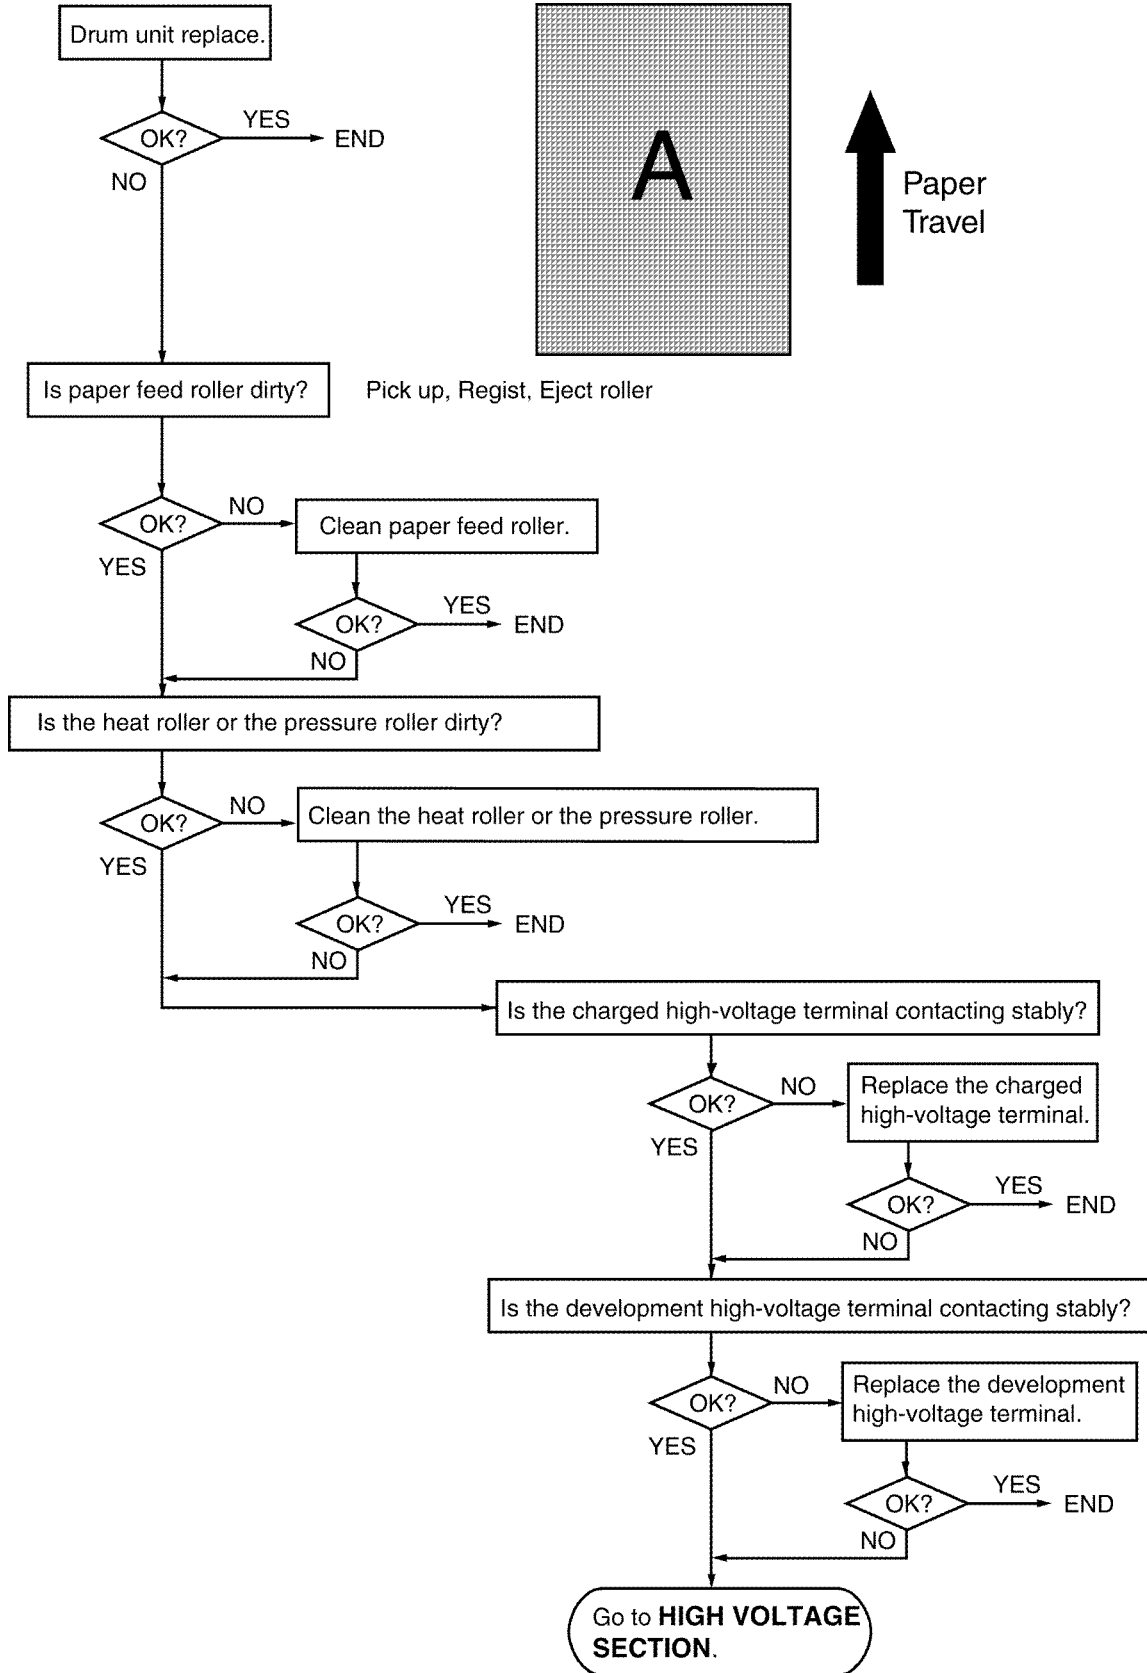 Drum unit replace.
OK?
YES
END
NO
A
Paper
Travel
Is paper feed roller dirty?
Pick up, Regist, Eject roller
OK?
NO
Clean paper feed roller.
YES
OK?
YES
END
NO
Is the heat roller or the pressure roller dirty?
OK?
NO
Clean the heat roller or the pressure roller.
YES
OK?
YES
END
NO
Is the charged high-voltage terminal contacting stably?
OK?
NO
Replace the charged
high-voltage terminal.
YES
OK?
YES
END
NO
Is the development high-voltage terminal contacting stably?
OK?
NO
Replace the development
high-voltage terminal.
YES
OK?
YES
END
NO
Go to HIGH VOLTAGE
SECTION.